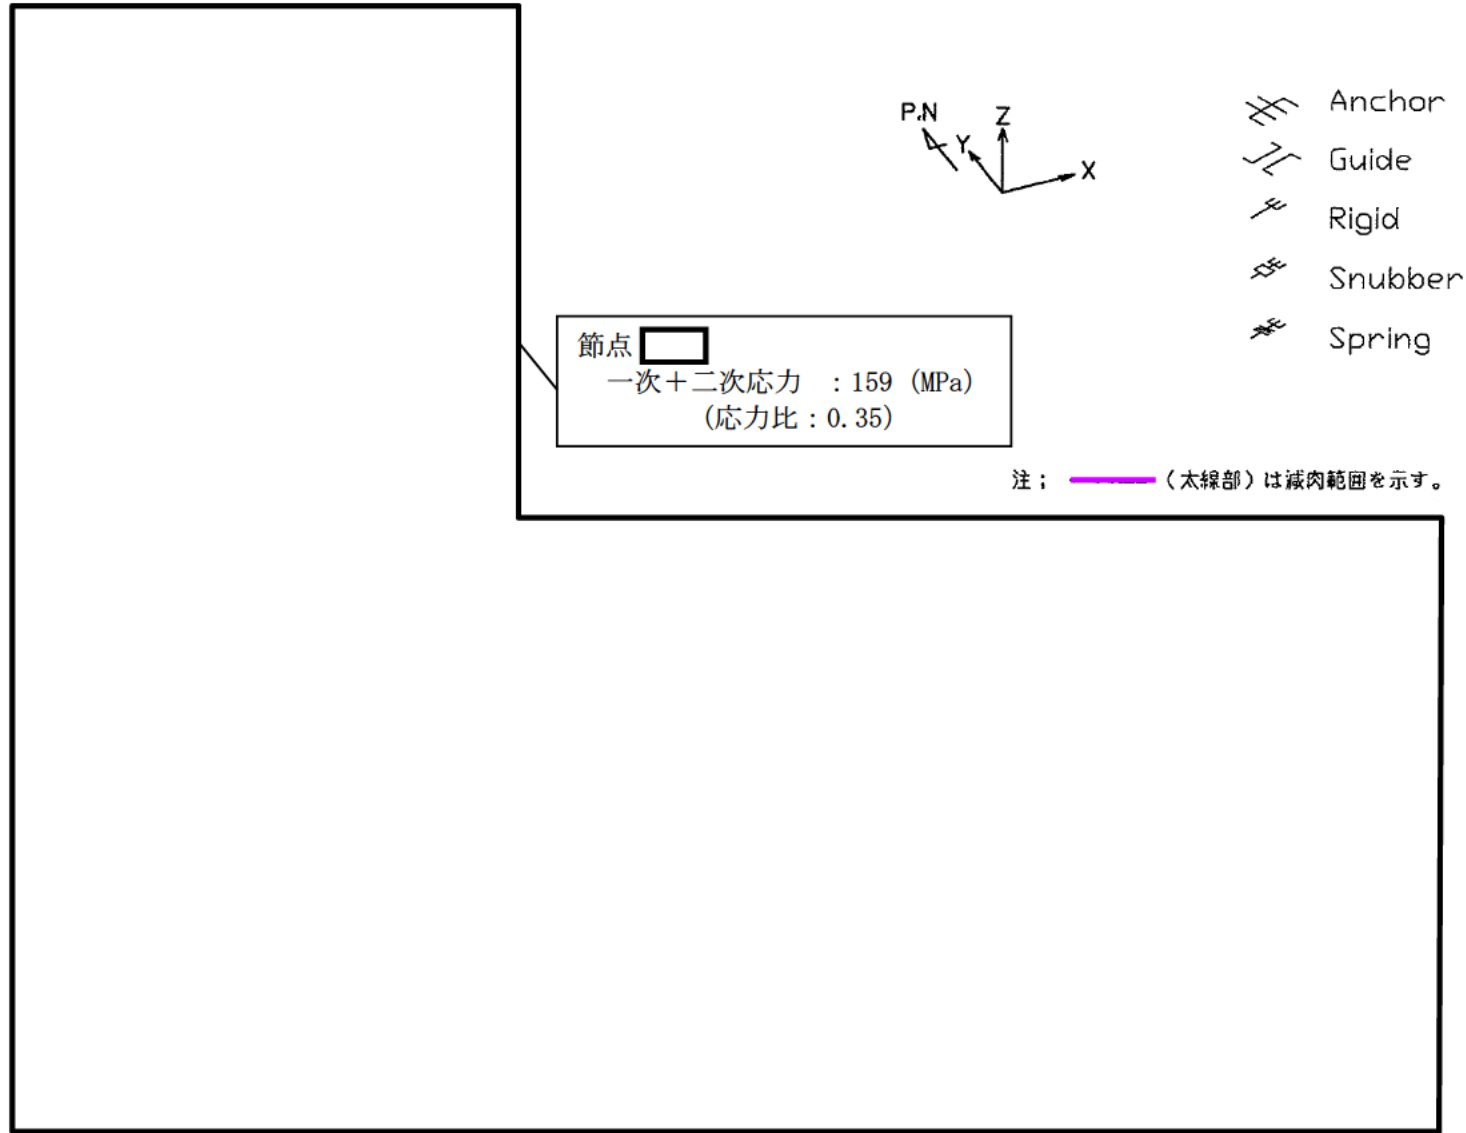 P.N
Z
Y
X
Anchor
Guide
Rigid
Snubber
Spring
節点
一次＋二次応力 ：159 (MPa)
(応力比：0.35)
注； （太線部）は減肉範囲を示す。